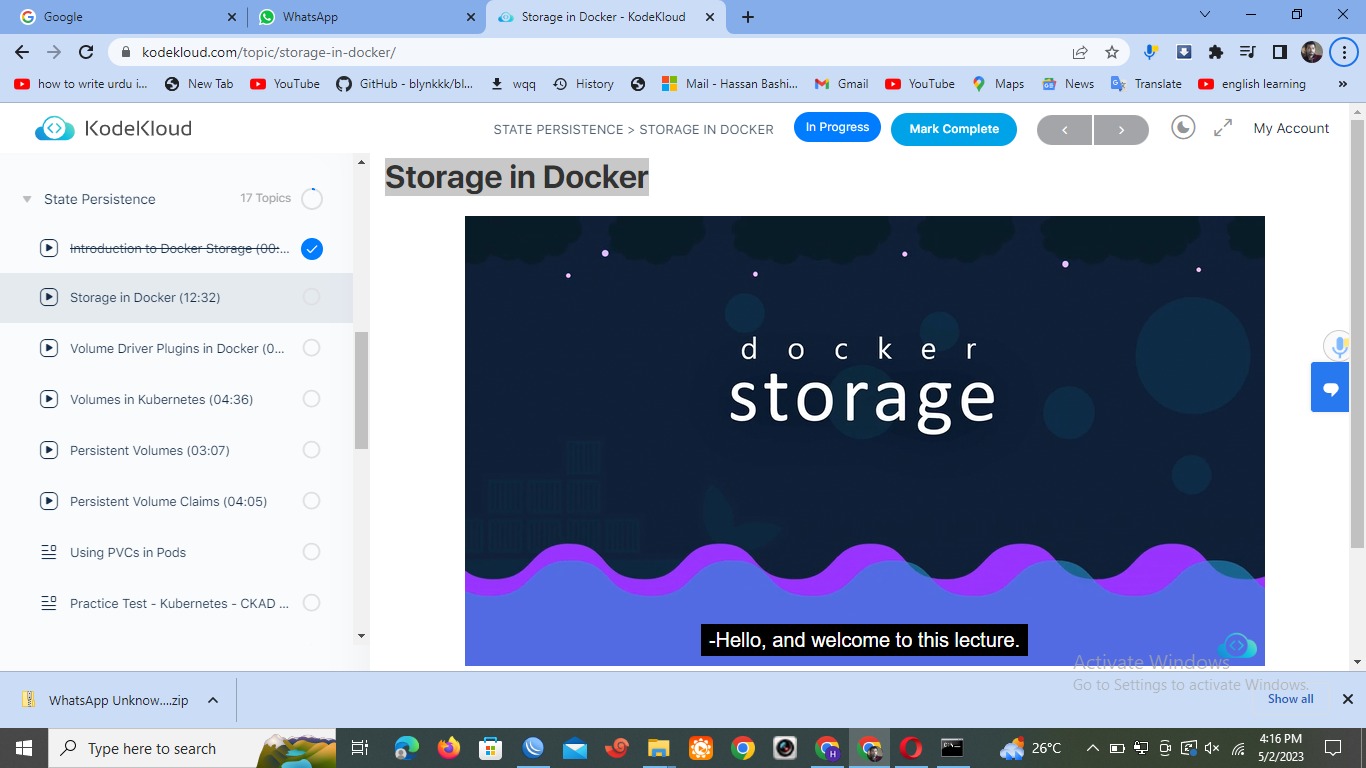 Google
WhatsApp
Storage in Docker - KodeKloud
kodekloud.com/topic/storage-in-docker/
how to write urdu i...
New Tab
YouTube
GitHub - blynkkk/bl...
wqq
History
Mail - Hassan Bashi...
Gmail
YouTube
Maps
News
Translate
english learning
»
KodeKloud
STATE PERSISTENCE > STORAGE IN DOCKER
In Progress
Mark Complete
<
>
My Account
State Persistence
17 Topics
Introduction to Docker Storage (00:...
Storage in Docker (12:32)
Volume Driver Plugins in Docker (0...
Volumes in Kubernetes (04:36)
Persistent Volumes (03:07)
Persistent Volume Claims (04:05)
Using PVCs in Pods
Practice Test - Kubernetes - CKAD ...
Storage in Docker
docker
storage
-Hello, and welcome to this lecture.
Activate Windows
Go to Settings to activate Windows.
WhatsApp Unknow....zip
Show all
Type here to search
26°C
4:16 PM
5/2/2023